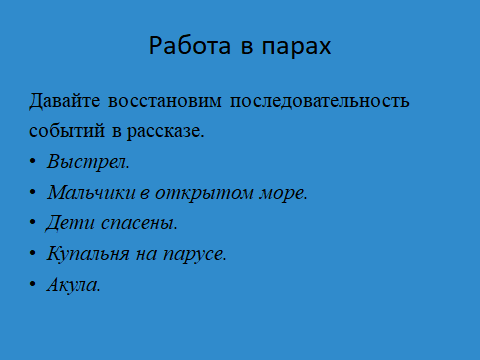 Работа в парах
Давайте восстановим последовательность
событий в рассказе.
• Выстрел.
• Мальчики в открытом море.
• Дети спасены.
• Купальня на парусе.
• Акула.